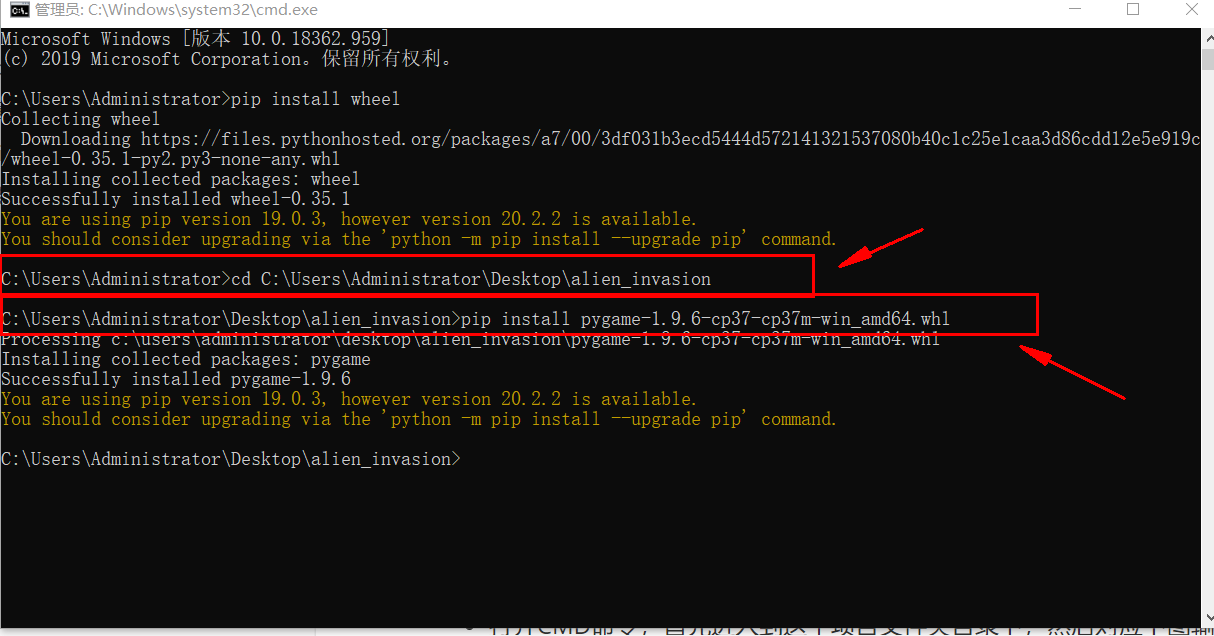 管理员: C:\Windows\system32\cmd.exe
Microsoft Windows [版本 10.0.18362.959]
(c) 2019 Microsoft Corporation。保留所有权利。
C:\Users\Administrator>pip install wheel
Collecting wheel
Downloading https://files.pythonhosted.org/packages/a7/00/3df031b3ecd5444d572141321537080b40c1c25e1caa3d86cdd12e5e919c
/wheel-0.35.1-py2.py3-none-any.whl
Installing collected packages: wheel
Successfully installed wheel-0.35.1
You are using pip version 19.0.3, however version 20.2.2 is available.
You should consider upgrading via the 'python -m pip install --upgrade pip' command.
C:\Users\Administrator>cd C:\Users\Administrator\Desktop\alien_invasion
C:\Users\Administrator\Desktop\alien_invasion>pip install pygame-1.9.6-cp37-cp37m-win_amd64.whl
Processing c:\users\administrator\desktop\alien_invasion\pygame-1.9.6-cp37-cp37m-win_amd64.whl
Installing collected packages: pygame
Successfully installed pygame-1.9.6
You are using pip version 19.0.3, however version 20.2.2 is available.
You should consider upgrading via the 'python -m pip install --upgrade pip' command.
C:\Users\Administrator\Desktop\alien_invasion>